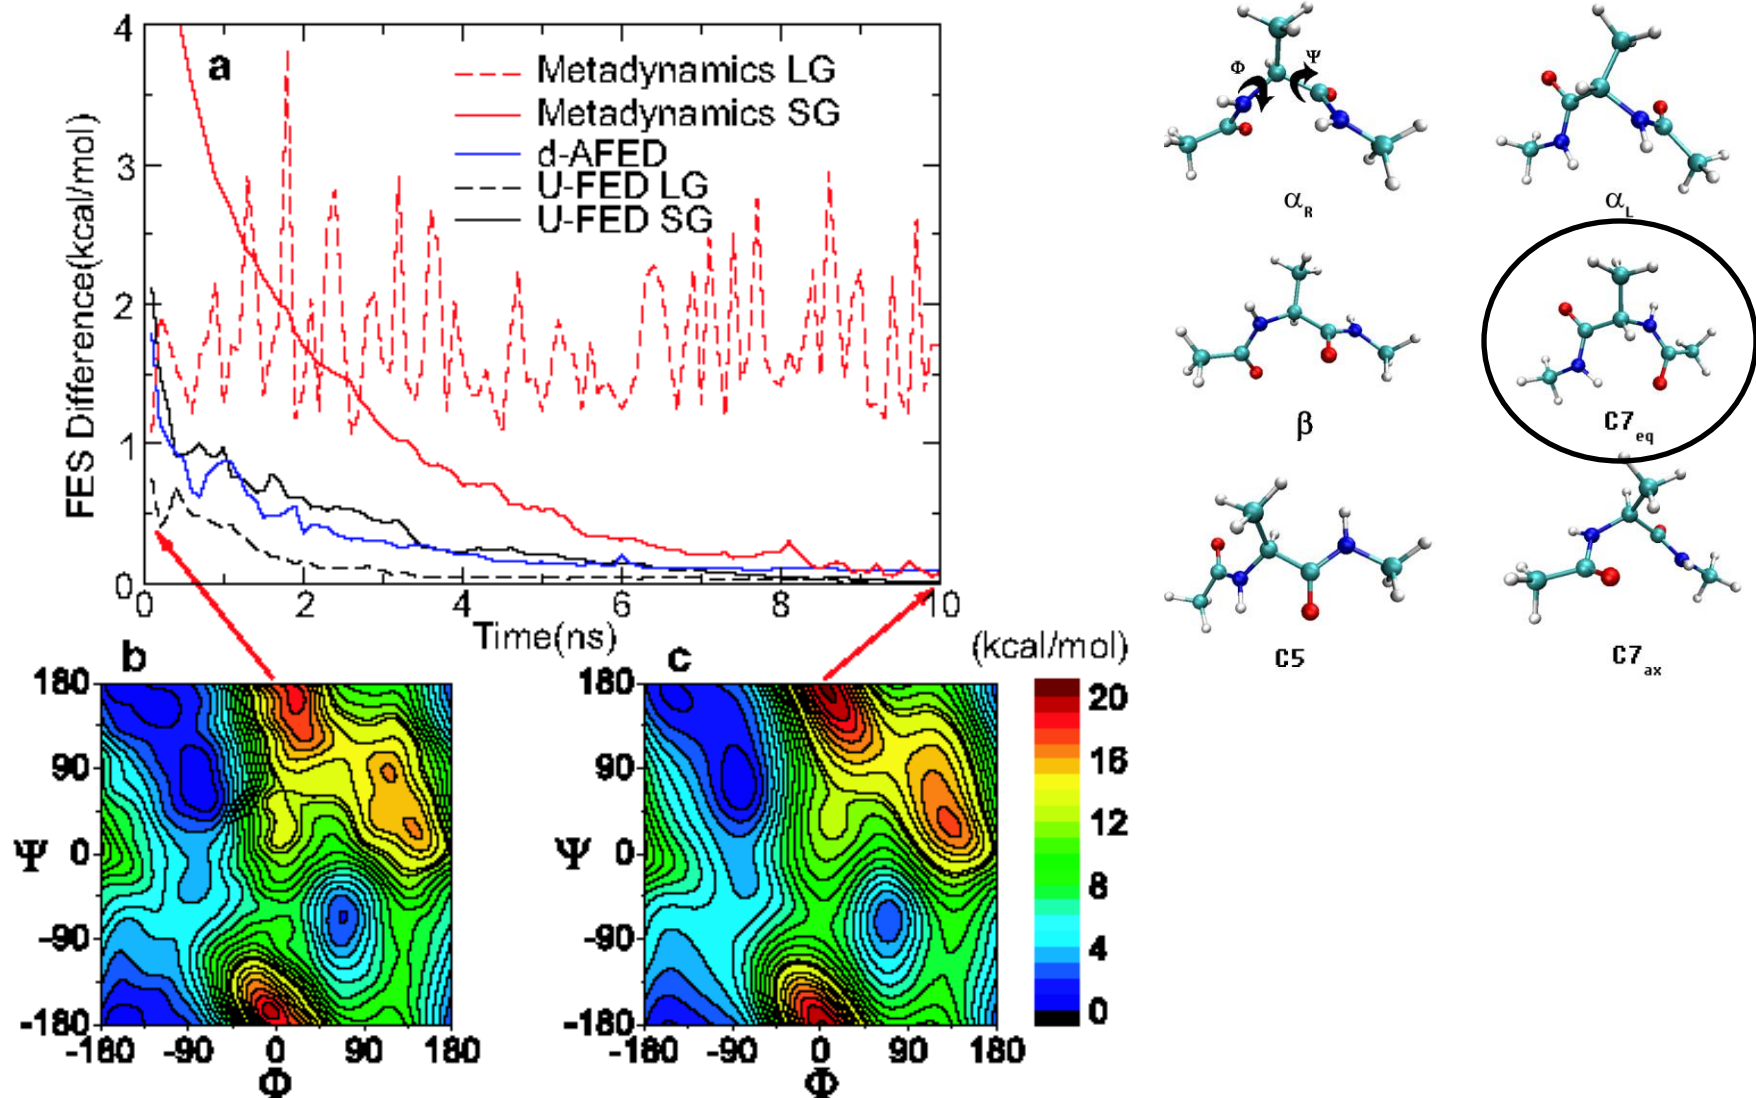 a
4
3
2
1
0
FES Difference(kcal/mol)
Metadynamics LG
Metadynamics SG
d-AFED
U-FED LG
U-FED SG
0 2 4 6 8 10
Time(ns)
b
180
90
0
-90
-180
Ψ
-180 -90 0 90 180
Φ
c
180
90
0
-90
-180
Ψ
-180 -90 0 90 180
Φ
(kcal/mol)
20
16
12
8
4
0
Φ Ψ
αR
αL
β
C7eq
C5
C7ax